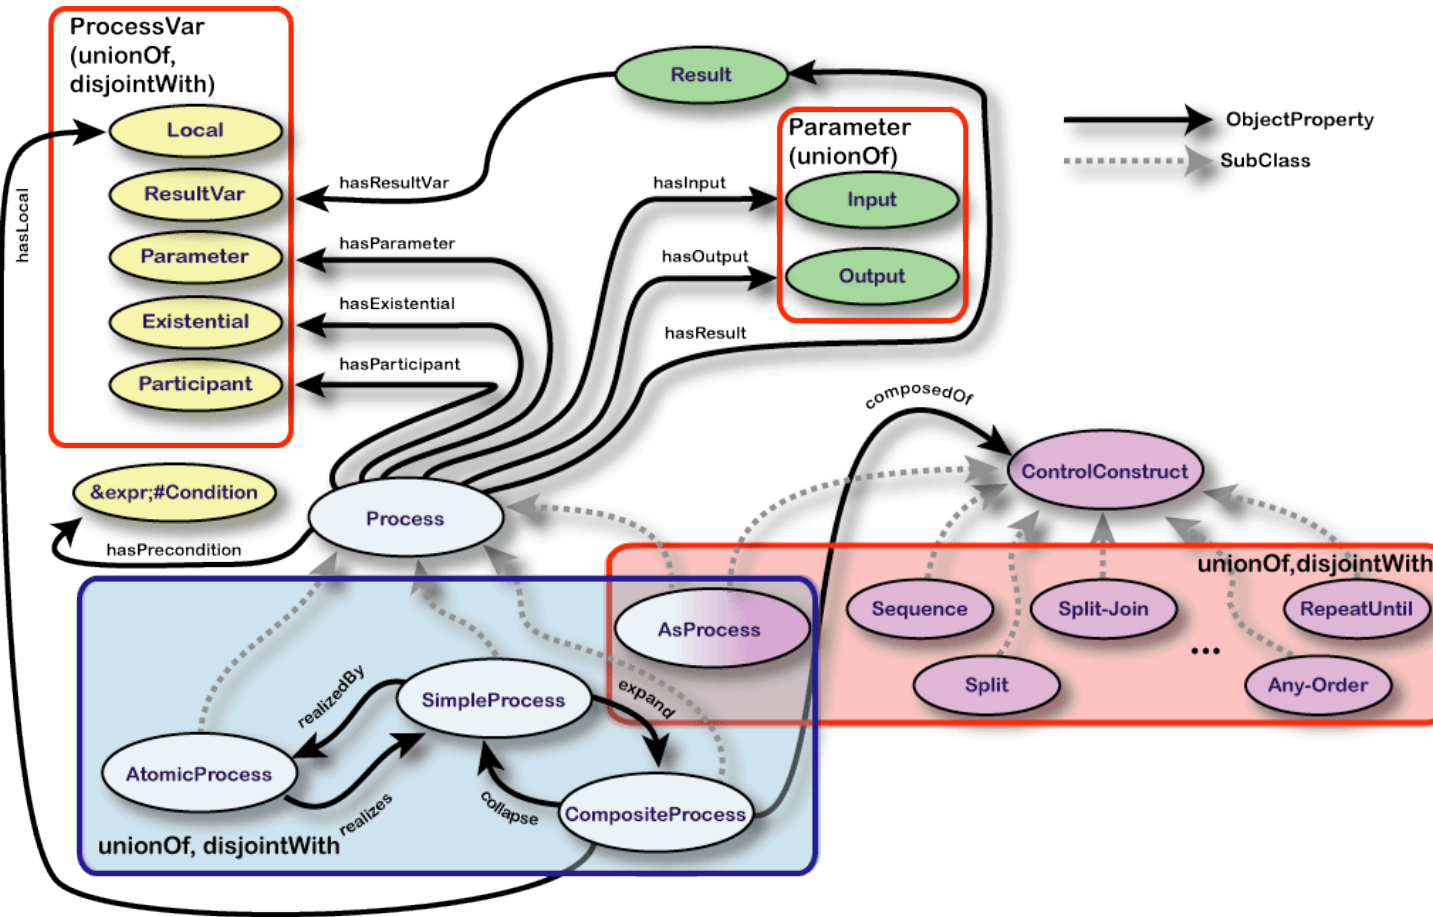 ProcessVar
(unionOf,
disjointWith)
Local
ResultVar
Parameter
Existential
Participant
hasLocal
Result
hasResultVar
hasParameter
hasExistential
hasParticipant
Parameter
(unionOf)
hasInput
Input
hasOutput
Output
hasResult
ObjectProperty
SubClass
composedOf
ControlConstruct
&expr;#Condition
Process
hasPrecondition
unionOf,disjointWith
AsProcess
Sequence
Split-Join
RepeatUntil
...
Split
Any-Order
SimpleProcess
realizedBy
expand
AtomicProcess
realizes
collapse
CompositeProcess
unionOf, disjointWith